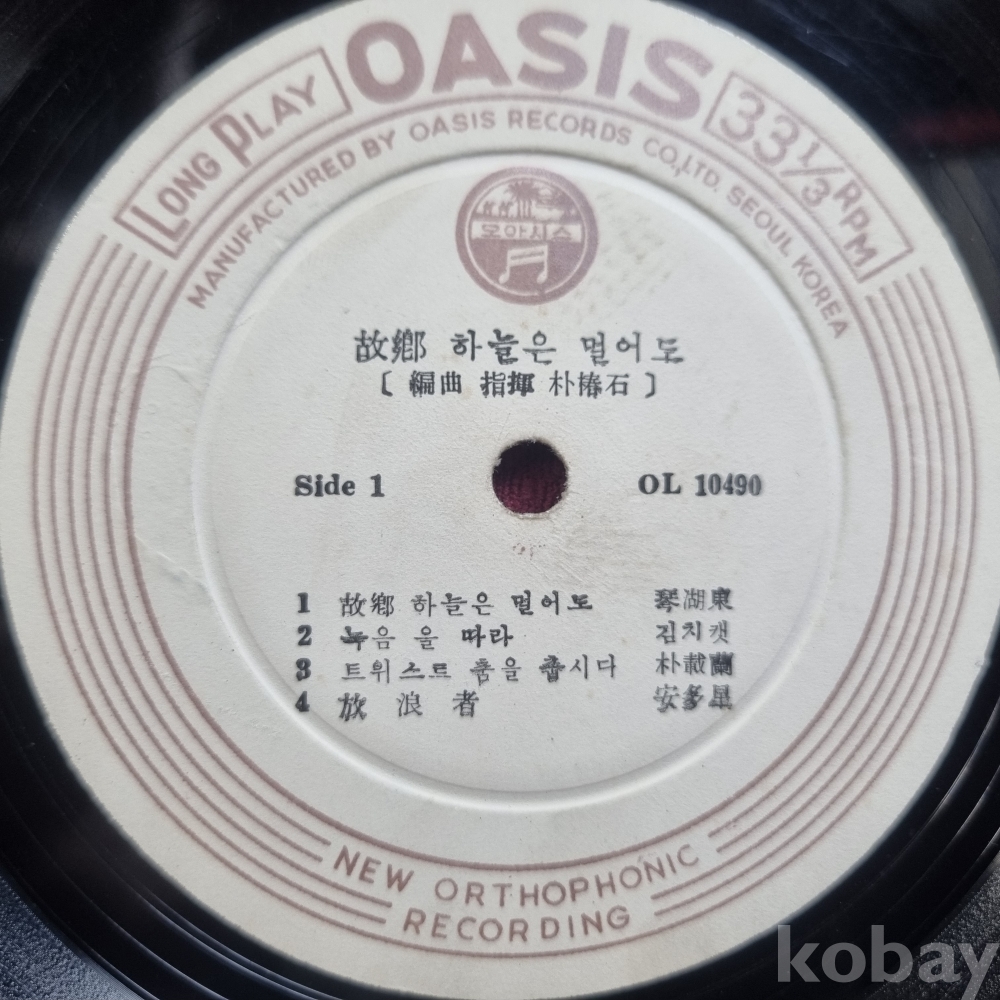 OASIS
LONG PLAY
33 1/3 RPM
MANUFACTURED BY OASIS RECORDS CO., LTD. SEOUL KOREA
오아시스
故鄕 하늘은 멀어도
[ 編曲 指揮 朴椿石 ]
Side 1
OL 10490
1 故鄕 하늘은 멀어도 琴湖東
2 녹음 을 따라 김치캣
3 트위스트 춤을 춥시다 朴載蘭
4 放浪者 安多星
NEW ORTHOPHONIC
RECORDING
kobay